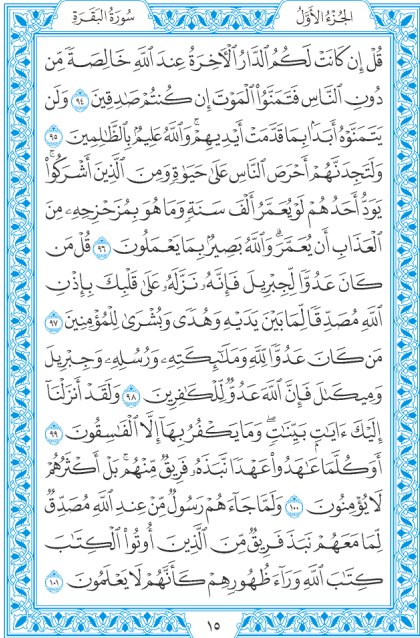 الجُزْءُ الأَوَّلُ
سُورَةُ البَقَرَةِ
قُلْ إِن كَانَتْ لَكُمُ ٱلدَّارُ ٱلْأَخِرَةُ عِندَ ٱللَّهِ خَالِصَةً مِّن
دُونِ ٱلنَّاسِ فَتَمَنَّوُا۟ ٱلْمَوْتَ إِن كُنتُمْ صَٰدِقِينَ ٩٤ وَلَن
يَتَمَنَّوْهُ أَبَدًۢا بِمَا قَدَّمَتْ أَيْدِيهِمْ ۗ وَٱللَّهُ عَلِيمٌۢ بِٱلظَّٰلِمِينَ ٩٥
وَلَتَجِدَنَّهُمْ أَحْرَصَ ٱلنَّاسِ عَلَىٰ حَيَوٰةٍ وَمِنَ ٱلَّذِينَ أَشْرَكُوا۟ ۚ
يَوَدُّ أَحَدُهُمْ لَوْ يُعَمَّرُ أَلْفَ سَنَةٍ وَمَا هُوَ بِمُزَحْزِحِهِۦ مِنَ
ٱلْعَذَابِ أَن يُعَمَّرَ ۗ وَٱللَّهُ بَصِيرٌۢ بِمَا يَعْمَلُونَ ٩٦ قُلْ مَن
كَانَ عَدُوًّا لِّجِبْرِيلَ فَإِنَّهُۥ نَزَّلَهُۥ عَلَىٰ قَلْبِكَ بِإِذْنِ
ٱللَّهِ مُصَدِّقًا لِّمَا بَيْنَ يَدَيْهِ وَهُدًى وَبُشْرَىٰ لِلْمُؤْمِنِينَ ٩٧
مَن كَانَ عَدُوًّا لِّلَّهِ وَمَلَٰٓئِكَتِهِۦ وَرُسُلِهِۦ وَجِبْرِيلَ
وَمِيكَىٰلَ فَإِنَّ ٱللَّهَ عَدُوٌّ لِّلْكَٰفِرِينَ ٩٨ وَلَقَدْ أَنزَلْنَآ
إِلَيْكَ ءَايَٰتٍۭ بَيِّنَٰتٍ ۖ وَمَا يَكْفُرُ بِهَآ إِلَّا ٱلْفَٰسِقُونَ ٩٩
أَوَكُلَّمَا عَٰهَدُوا۟ عَهْدًا نَّبَذَهُۥ فَرِيقٌ مِّنْهُم ۚ بَلْ أَكْثَرُهُمْ
لَا يُؤْمِنُونَ ١٠٠ وَلَمَّا جَآءَهُمْ رَسُولٌ مِّنْ عِندِ ٱللَّهِ مُصَدِّقٌ
لِّمَا مَعَهُمْ نَبَذَ فَرِيقٌ مِّنَ ٱلَّذِينَ أُوتُوا۟ ٱلْكِتَٰبَ
كِتَٰبَ ٱللَّهِ وَرَآءَ ظُهُورِهِمْ كَأَنَّهُمْ لَا يَعْلَمُونَ ١٠١
١٥